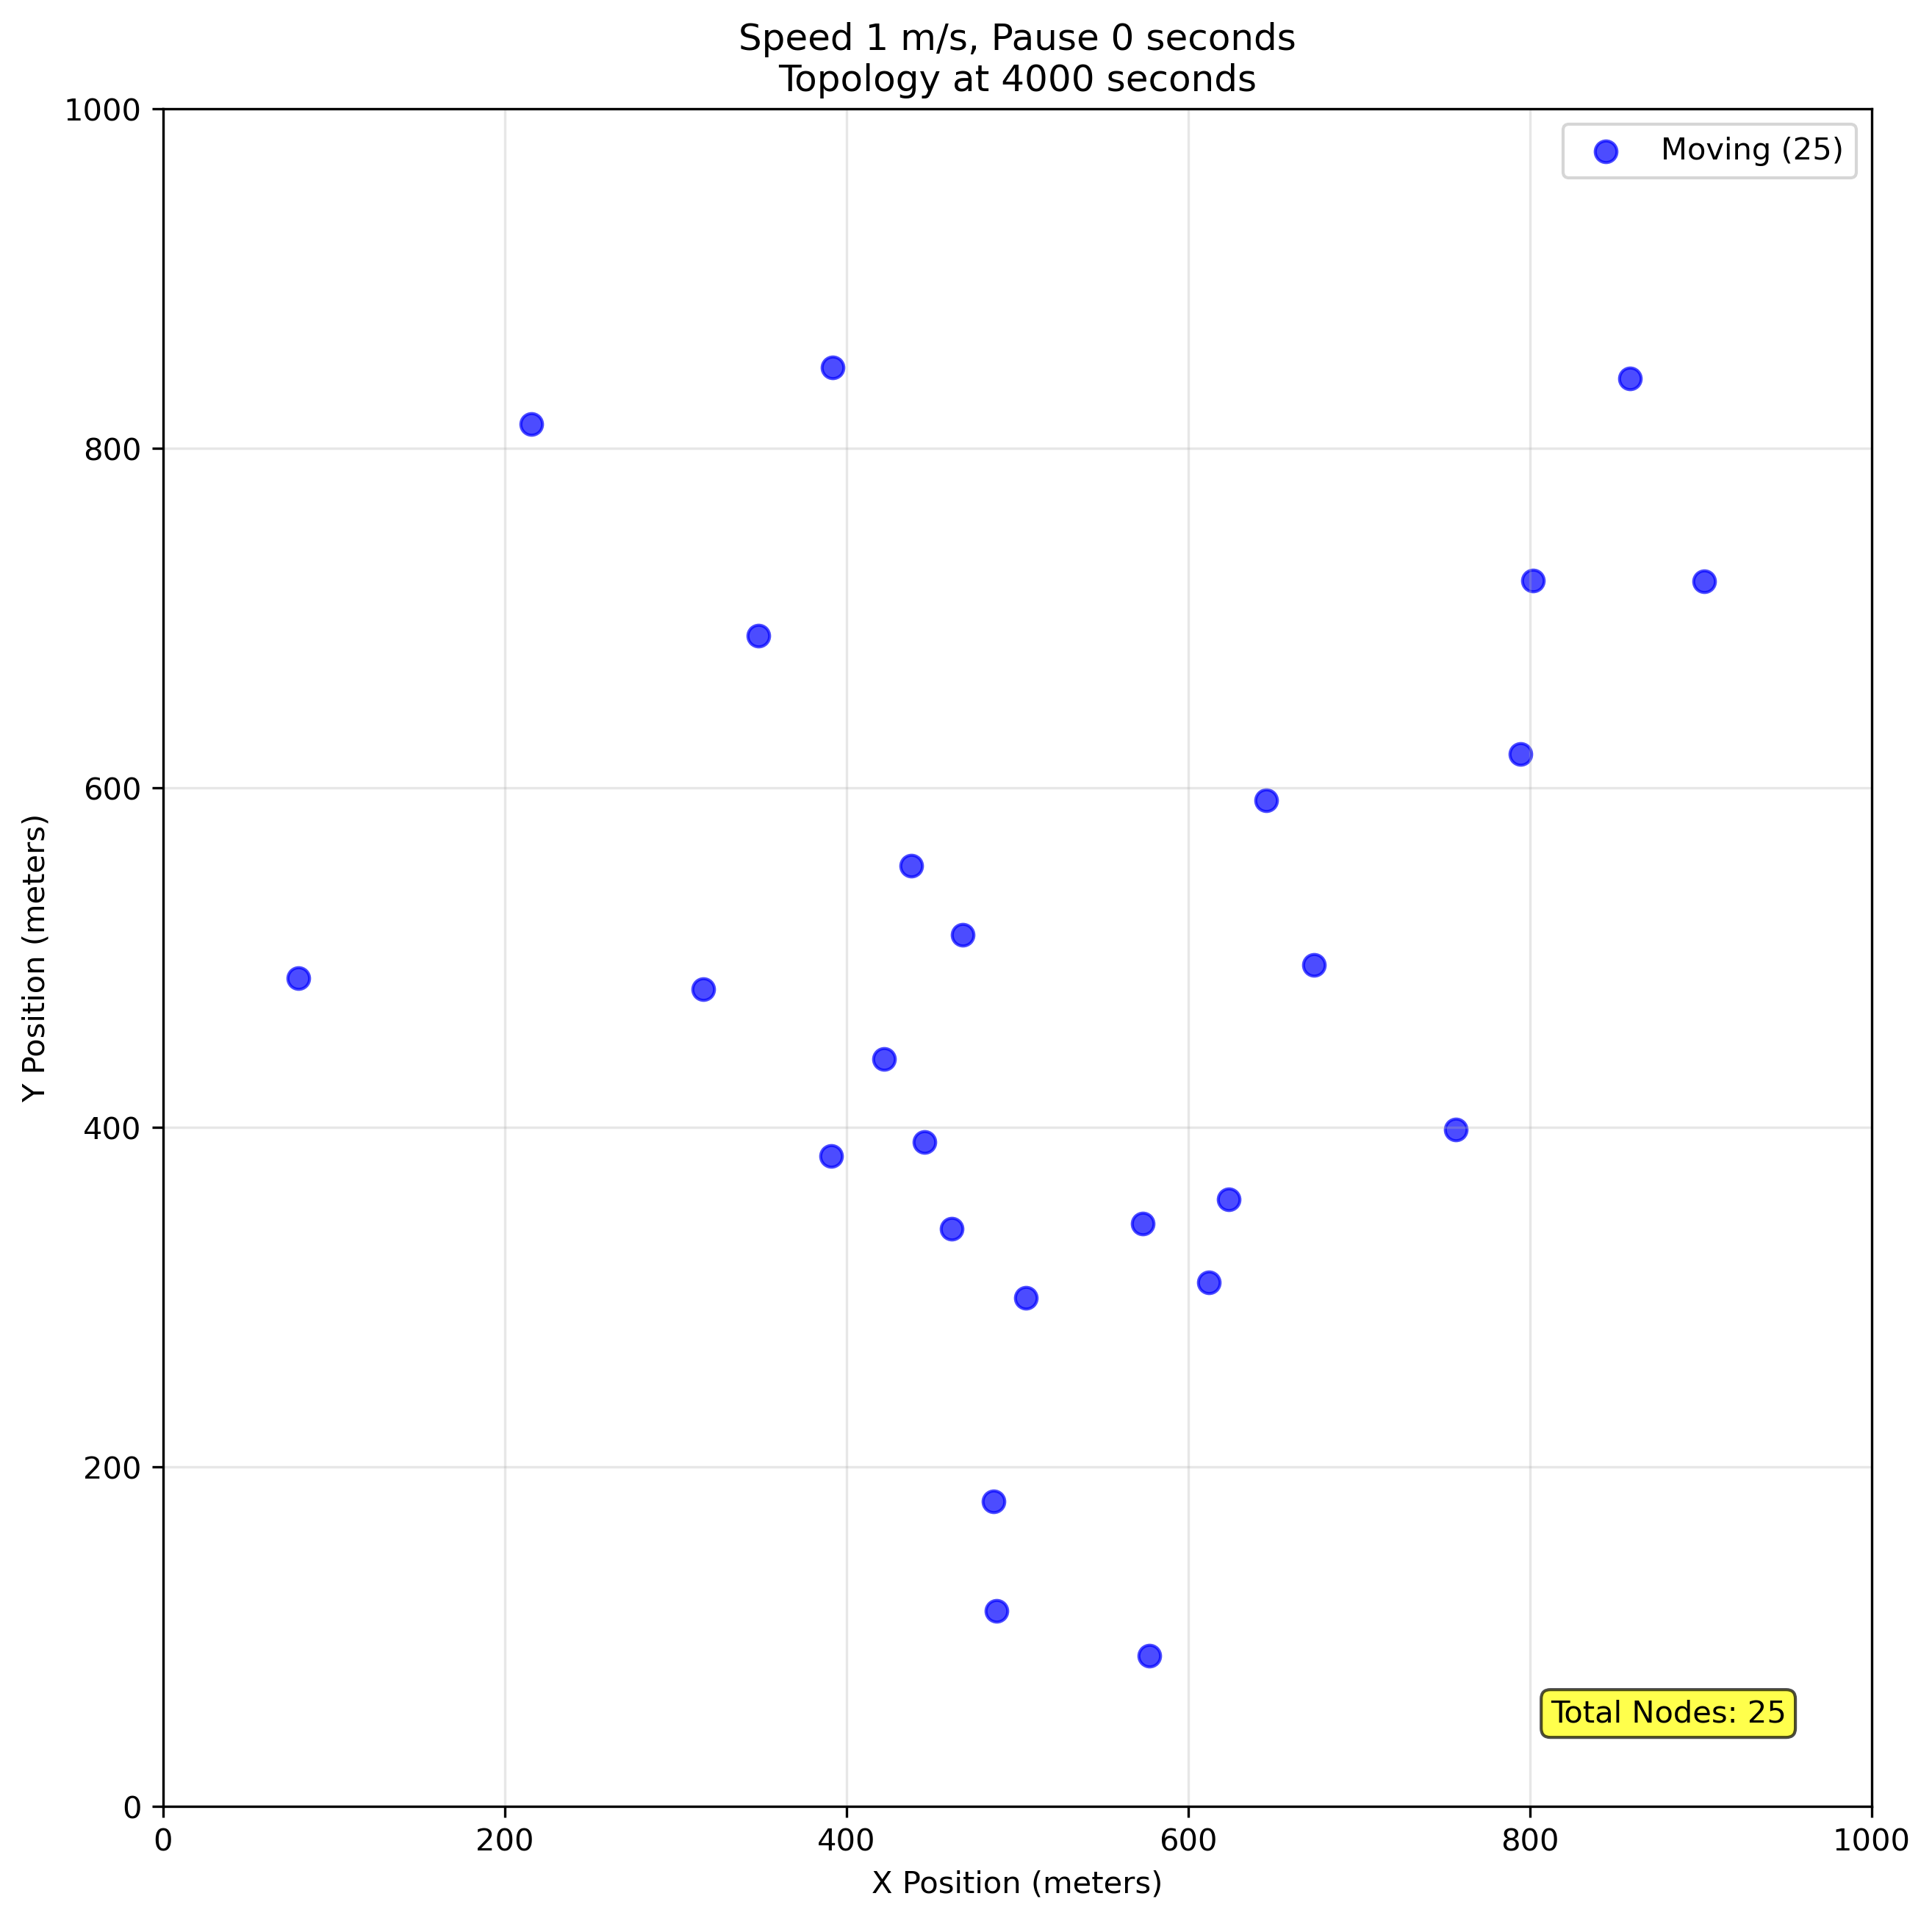 Speed 1 m/s, Pause 0 seconds
Topology at 4000 seconds
Moving (25)
1000
800
600
400
200
0
Y Position (meters)
Total Nodes: 25
0 200 400 600 800 1000
X Position (meters)